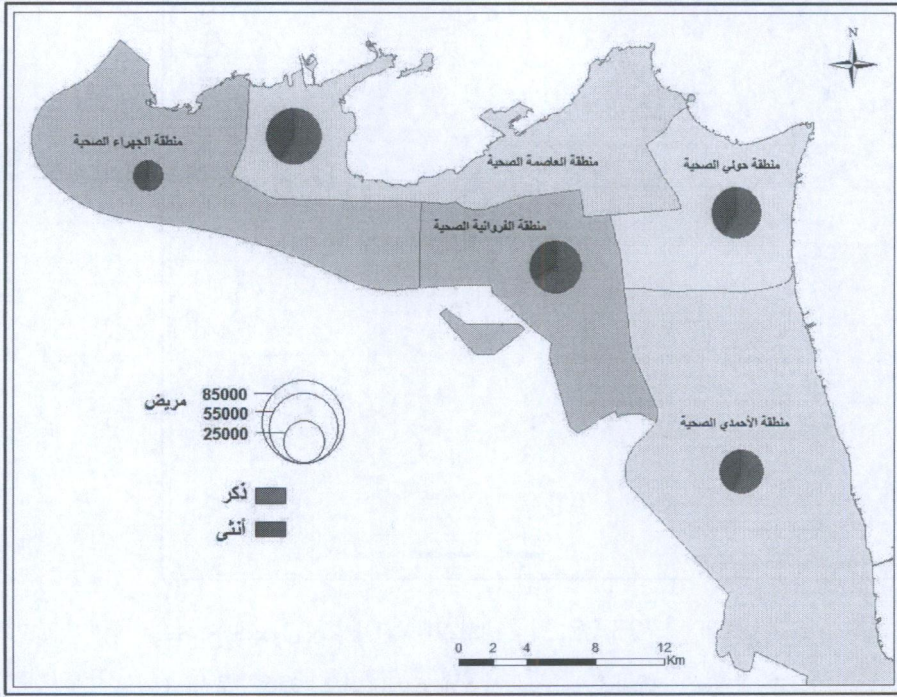 N
منطقة الجهراء الصحية
منطقة العاصمة الصحية
منطقة حولي الصحية
منطقة الفروانية الصحية
85000
مريض
55000
25000
منطقة الأحمدي الصحية
ذكر
أنثى
0 2 4 8 12
Km